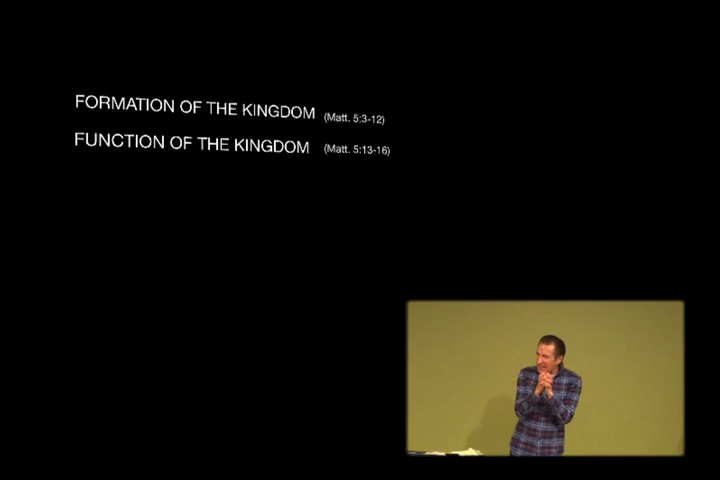 FORMATION OF THE KINGDOM (Matt. 5:3-12)
FUNCTION OF THE KINGDOM (Matt. 5:13-16)